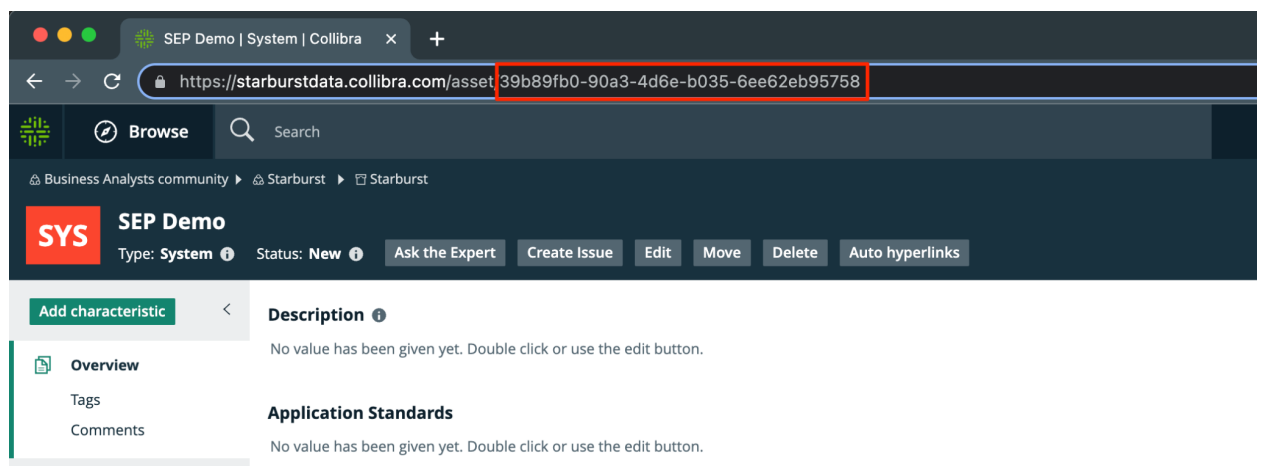 SEP Demo | System | Collibra
https://starburstdata.collibra.com/asset/39b89fb0-90a3-4d6e-b035-6ee62eb95758
Browse
Search
Business Analysts community Starburst Starburst
SYS
SEP Demo
Type: System Status: New Ask the Expert Create Issue Edit Move Delete Auto hyperlinks
Add characteristic
Description
No value has been given yet. Double click or use the edit button.
Overview
Tags
Application Standards
Comments
No value has been given yet. Double click or use the edit button.